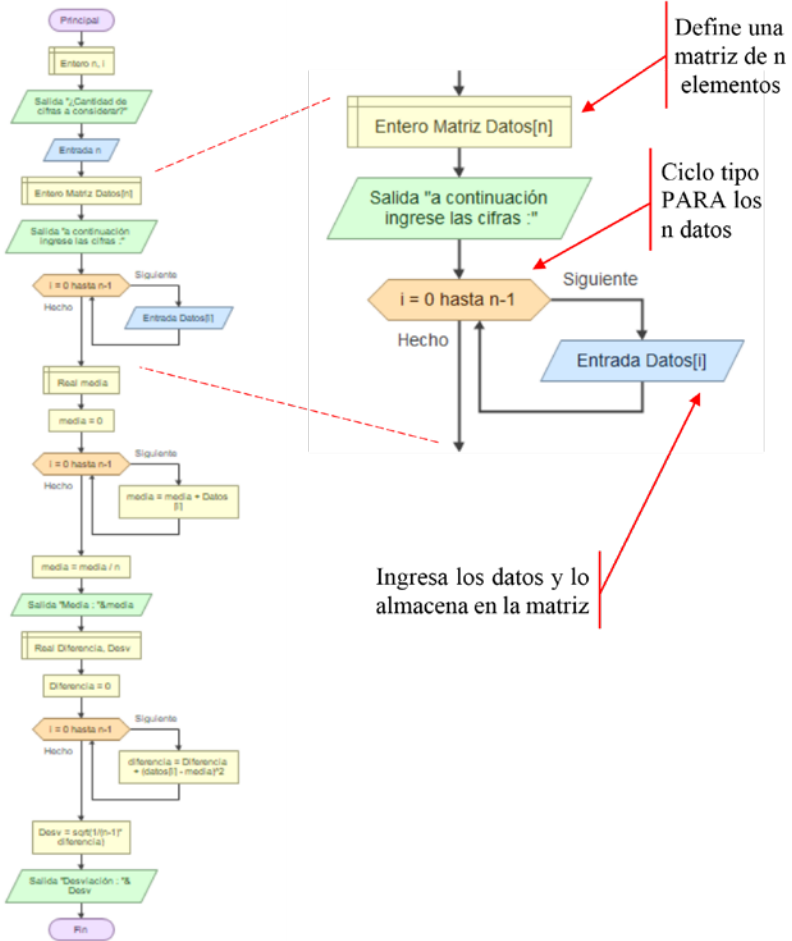 Principal
Entero n, i
Salida "¿Cantidad de
cifras a considerar?"
Entrada n
Entero Matriz Datos[n]
Salida "a continuación
ingrese las cifras :"
i = 0 hasta n-1
Siguiente
Hecho
Entrada Datos[i]
Real media
media = 0
i = 0 hasta n-1
Siguiente
Hecho
media = media + Datos
[i]
media = media / n
Salida "Media : "&media
Real Diferencia, Desv
Diferencia = 0
i = 0 hasta n-1
Siguiente
Hecho
diferencia = Diferencia
+ (datos[i] - media)^2
Desv = sqrt(1/(n-1)*
diferencia)
Salida "Desviación : "&
Desv
Fin
Entero Matriz Datos[n]
Salida "a continuación
ingrese las cifras :"
i = 0 hasta n-1
Siguiente
Hecho
Entrada Datos[i]
Define una
matriz de n
elementos
Ciclo tipo
PARA los
n datos
Ingresa los datos y lo
almacena en la matriz